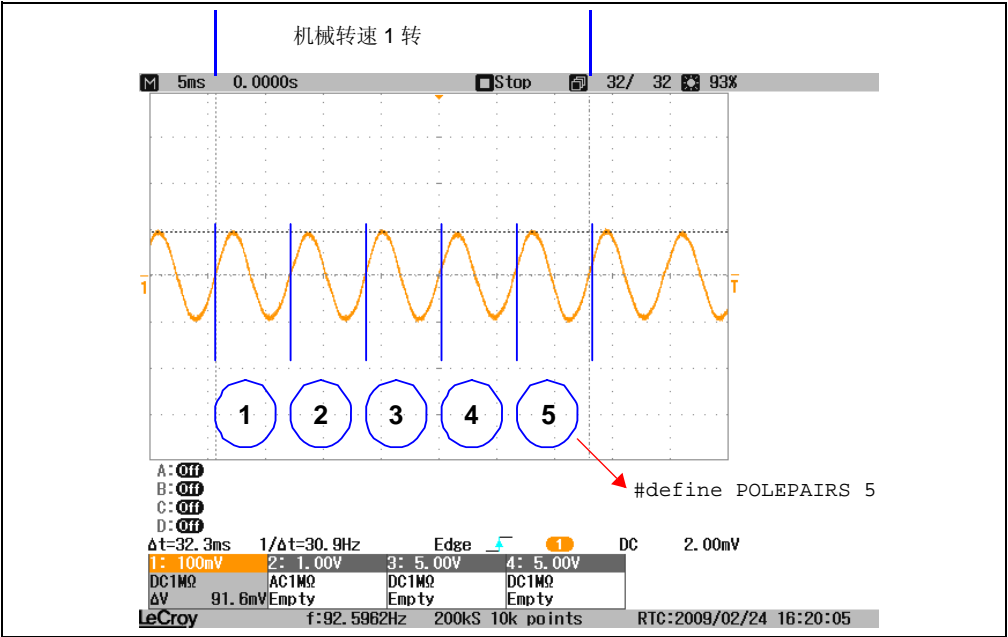 机械转速 1 转
M 5ms 0.0000s Stop 32/ 32 93%
1 T
1 2 3 4 5
#define POLEPAIRS 5
A: Off
B: Off
C: Off
D: Off
Δt=32.3ms 1/Δt=30.9Hz Edge 1 DC 2.00mV
1: 100mV 2: 1.00V 3: 5.00V 4: 5.00V
DC1MΩ AC1MΩ DC1MΩ DC1MΩ
ΔV 91.6mV Empty Empty Empty
LeCroy f:92.5962Hz 200kS 10k points RTC:2009/02/24 16:20:05